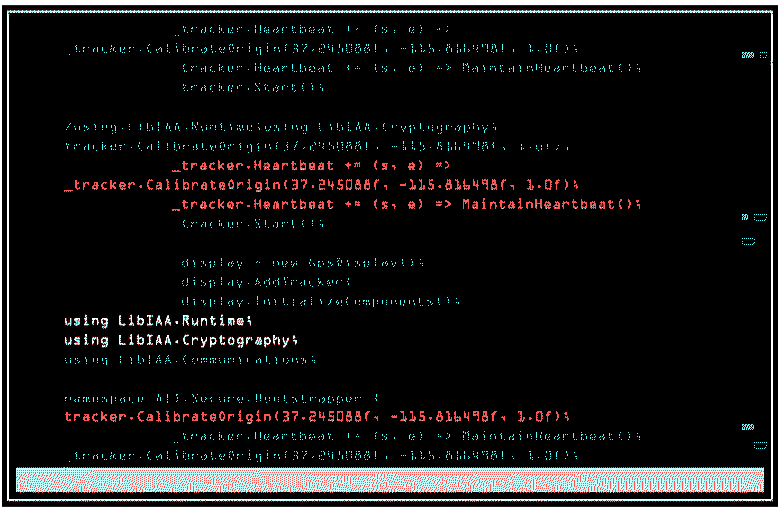 _tracker.Heartbeat += (s, e) =>
_tracker.CalibrateOrigin(37.245088f, -115.816498f, 1.0f);
tracker.Heartbeat += (s, e) => MaintainHeartbeat();
tracker.Start();
/using.LibIAA.Runtime;using LibIAA.Cryptography;
tracker.CalibrateOrigin(37.245088f, -115.816498f, 1.0f);
_tracker.Heartbeat += (s, e) =>
_tracker.CalibrateOrigin(37.245088f, -115.816498f, 1.0f);
_tracker.Heartbeat += (s, e) => MaintainHeartbeat();
tracker.Start();
display = new GpsDisplay();
display.AddTracker(
display.InitializeComponents();
using LibIAA.Runtime;
using LibIAA.Cryptography;
using LibIAA.Communications;
namespace Secure.Bootstrapper {
tracker.CalibrateOrigin(37.245088f, -115.816498f, 1.0f);
_tracker.Heartbeat += (s, e) => MaintainHeartbeat();
_tracker.CalibrateOrigin(37.245088f, -115.816498f, 1.0f);